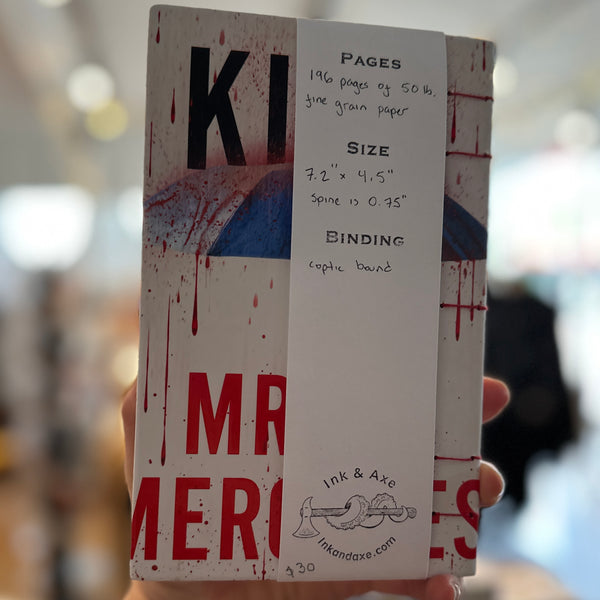 KI
PAGES
196 pages of 50 lb.
fine grain paper
SIZE
7.2" x 4.5"
Spine is 0.75"
BINDING
coptic bound
MR
MERC ES
Ink & Axe
Inkandaxe.com
$30